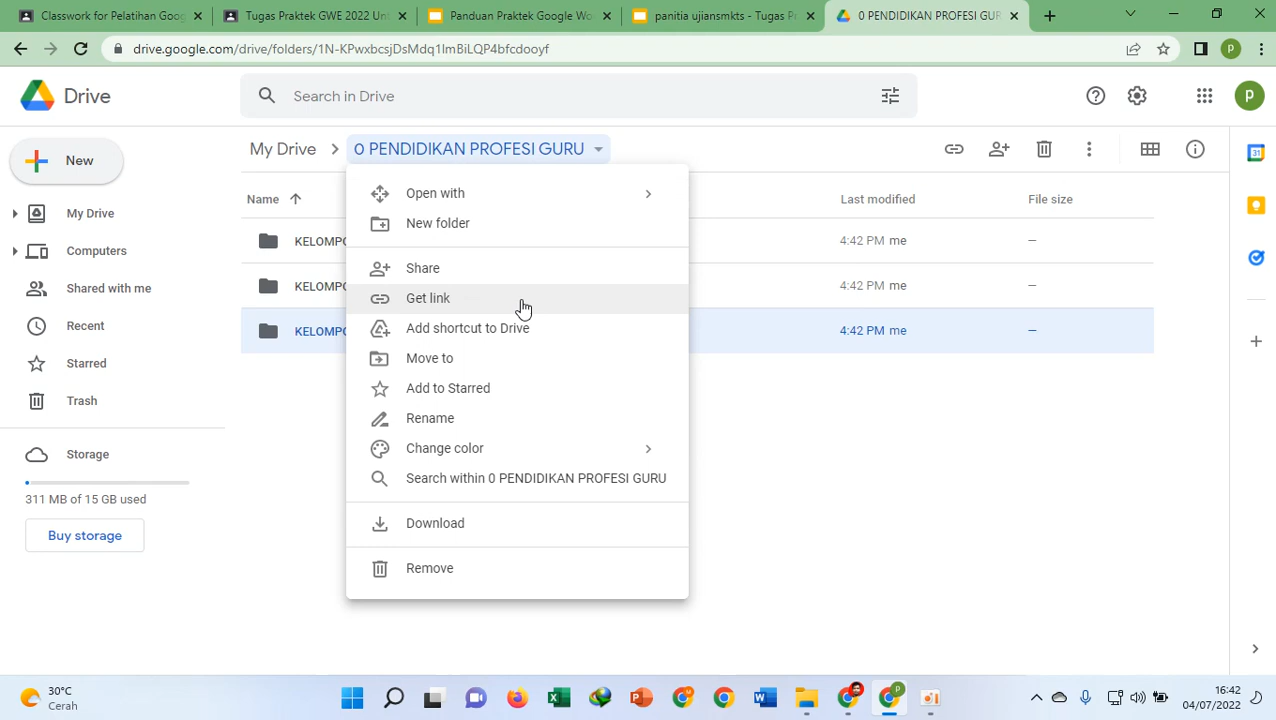 Classwork for Pelatihan Goog
Tugas Praktek GWE 2022 Un
Panduan Praktek Google Wo
panitia ujiansmkts - Tugas P
0 PENDIDIKAN PROFESI GUR
drive.google.com/drive/folders/1N-KPwxbcsjDsMdq1ImBiLQP4bfcdooyf
P
Drive
Search in Drive
p
New
My Drive
0 PENDIDIKAN PROFESI GURU
Name
Last modified
File size
My Drive
Computers
Shared with me
Recent
Starred
Trash
Storage
311 MB of 15 GB used
Buy storage
KELOMPO
4:42 PM me
–
KELOMPO
4:42 PM me
–
KELOMPO
4:42 PM me
–
Open with
New folder
Share
Get link
Add shortcut to Drive
Move to
Add to Starred
Rename
Change color
Search within 0 PENDIDIKAN PROFESI GURU
Download
Remove
31
30°C
Cerah
16:42
04/07/2022